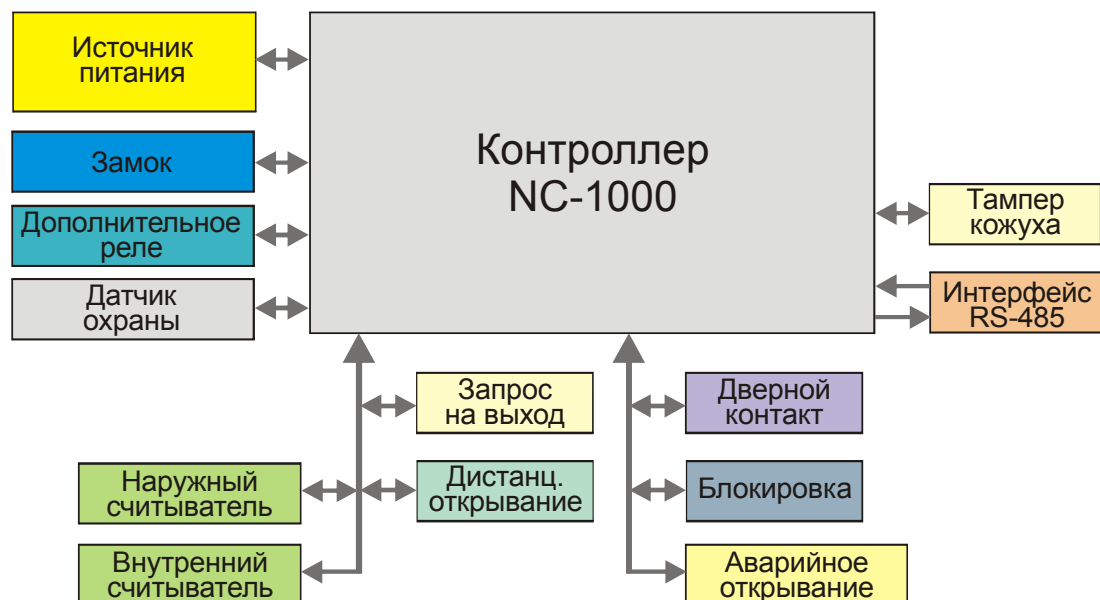 Источник
питания
Контроллер
NC-1000
Замок
Дополнительное
реле
Датчик
охраны
Тампер
кожуха
Интерфейс
RS-485
Запрос
на выход
Дверной
контакт
Наружный
считыватель
Дистанц.
открывание
Блокировка
Внутренний
считыватель
Аварийное
открывание